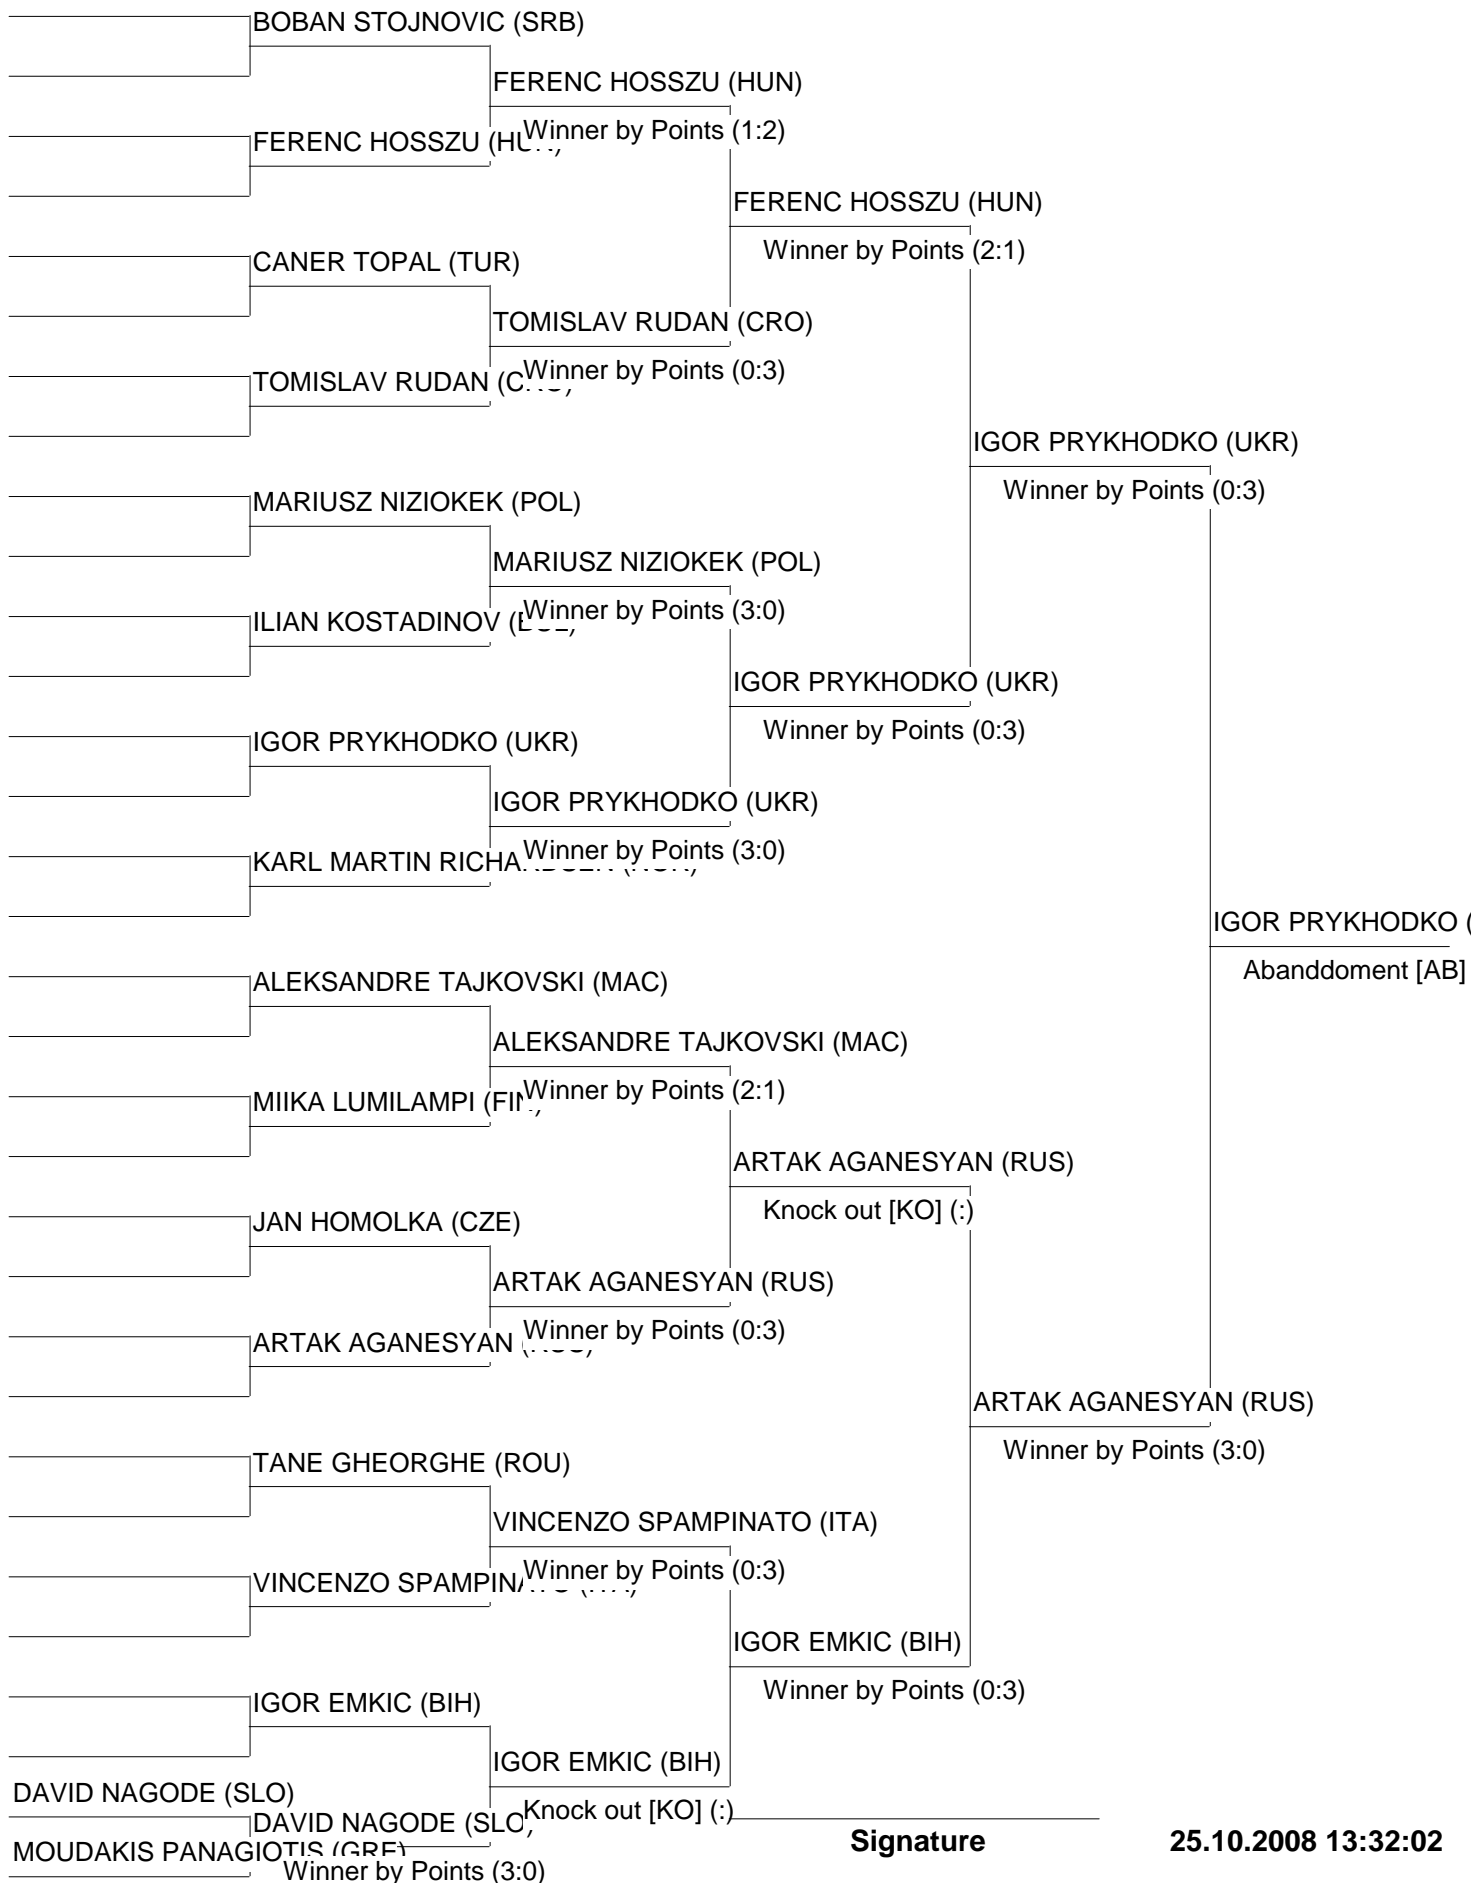 BOBAN STOJNOVIC (SRB)
FERENC HOSSZU (HUN)
Winner by Points (1:2)
FERENC HOSSZU
FERENC HOSSZU (HUN)
Winner by Points (2:1)
CANER TOPAL (TUR)
TOMISLAV RUDAN (CRO)
Winner by Points (0:3)
TOMISLAV RUDAN
IGOR PRYKHODKO (UKR)
Winner by Points (0:3)
MARIUSZ NIZIOKEK (POL)
MARIUSZ NIZIOKEK (POL)
Winner by Points (3:0)
ILIAN KOSTADINOV
IGOR PRYKHODKO (UKR)
Winner by Points (0:3)
IGOR PRYKHODKO (UKR)
IGOR PRYKHODKO (UKR)
Winner by Points (3:0)
KARL MARTIN
IGOR PRYKHODKO (
Abanddoment [AB]
ALEKSANDRE TAJKOVSKI (MAC)
ALEKSANDRE TAJKOVSKI (MAC)
Winner by Points (2:1)
MIIKA LUMILAMPI
ARTAK AGANESYAN (RUS)
Knock out [KO] (:)
JAN HOMOLKA (CZE)
ARTAK AGANESYAN (RUS)
Winner by Points (0:3)
ARTAK AGANESYAN
ARTAK AGANESYAN (RUS)
Winner by Points (3:0)
TANE GHEORGHE (ROU)
VINCENZO SPAMPINATO (ITA)
Winner by Points (0:3)
VINCENZO
IGOR EMKIC (BIH)
Winner by Points (0:3)
IGOR EMKIC (BIH)
IGOR EMKIC (BIH)
Knock out [KO] (:)
DAVID NAGODE (SLO)
DAVID NAGODE (SLO)
MOUDAKIS PANAGIOTIS (GRE)
Winner by Points (3:0)
Signature
25.10.2008 13:32:02